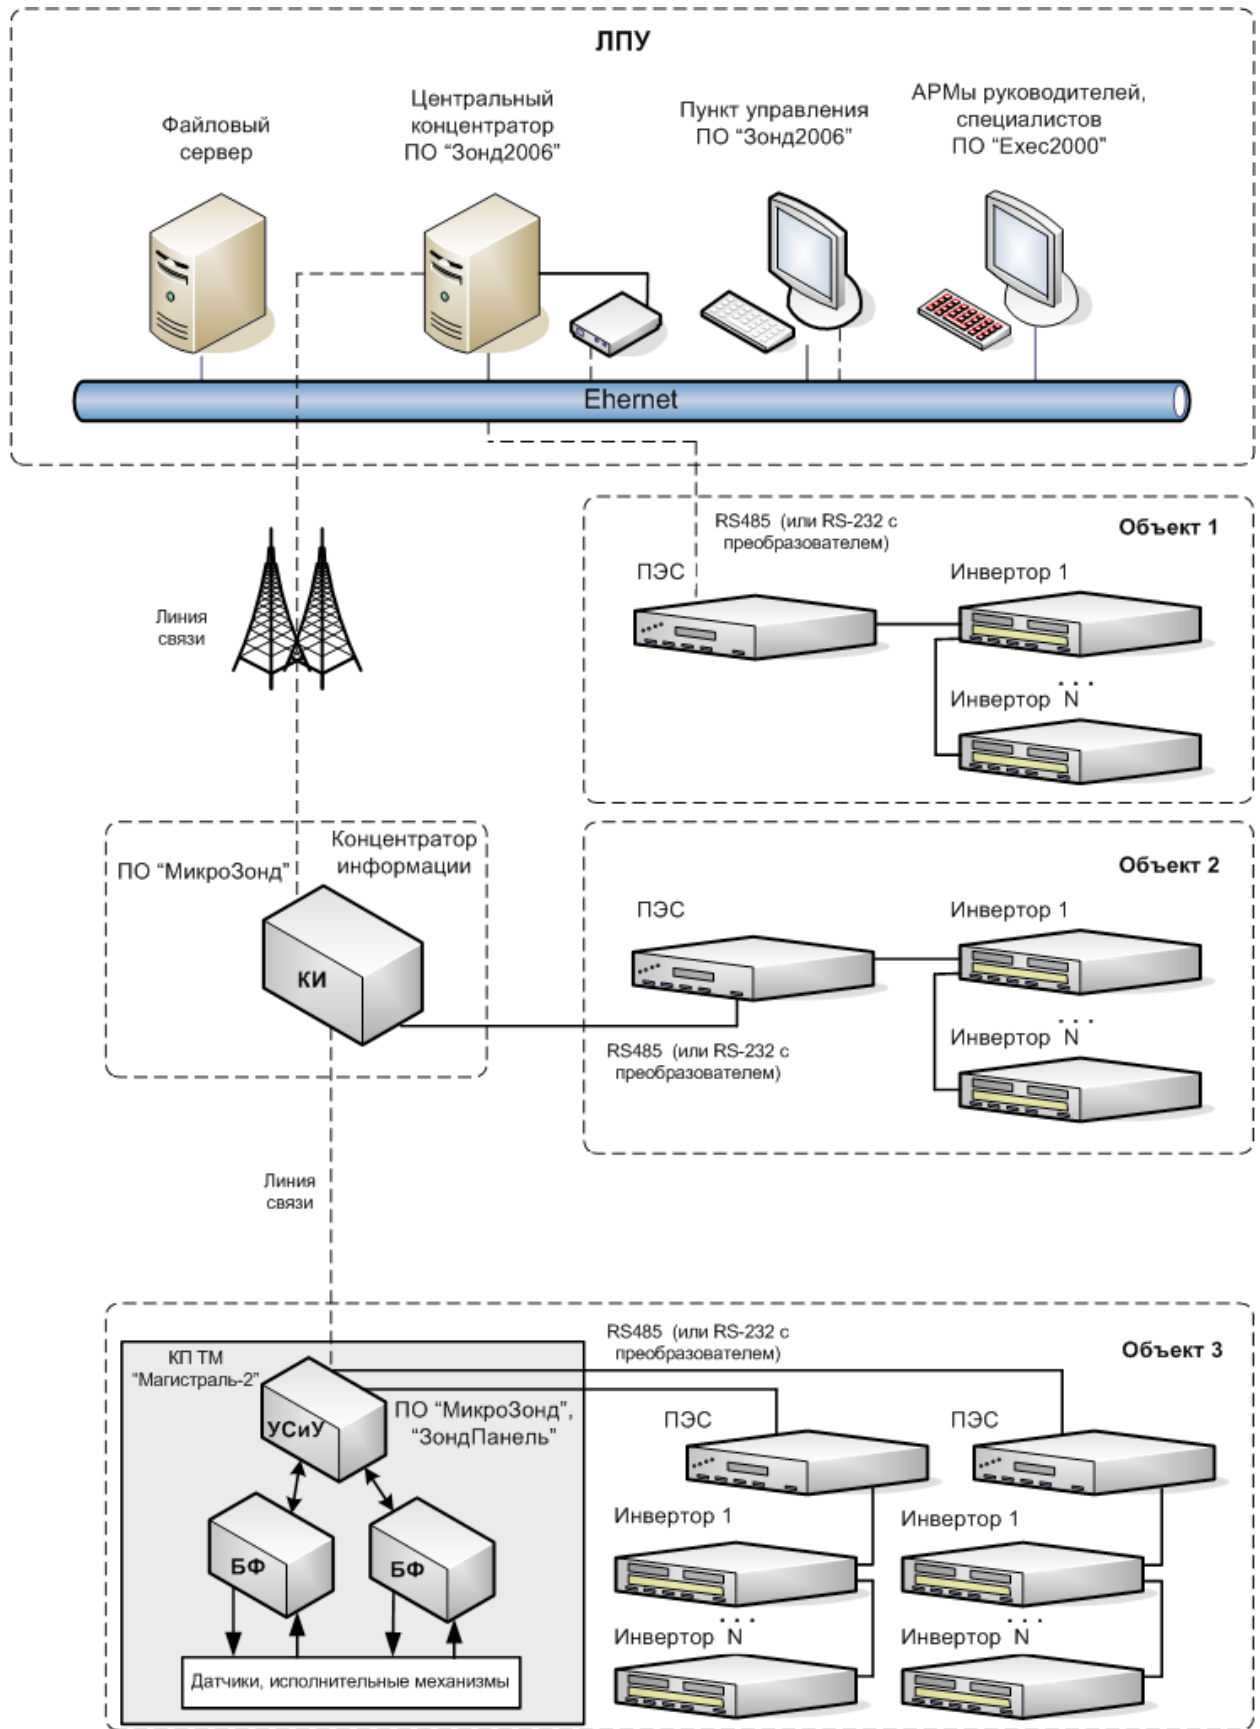 ЛПУ
Файловый
сервер
Центральный
концентратор
ПО “Зонд2006”
Пункт управления
ПО “Зонд2006”
АРМы руководителей,
специалистов
ПО “Exec2000”
Ehernet
Линия
связи
RS485 (или RS-232 с
преобразователем)
Объект 1
ПЭС
Инвертор 1
. . .
Инвертор N
ПО “МикроЗонд”
Концентратор
информации
КИ
Объект 2
ПЭС
Инвертор 1
. . .
Инвертор N
RS485 (или RS-232 с
преобразователем)
Линия
связи
КП ТМ
“Магистраль-2”
УСиУ
ПО “МикроЗонд”,
“ЗондПанель”
БФ
БФ
Датчики, исполнительные механизмы
RS485 (или RS-232 с
преобразователем)
Объект 3
ПЭС
ПЭС
Инвертор 1
Инвертор 1
. . .
. . .
Инвертор N
Инвертор N